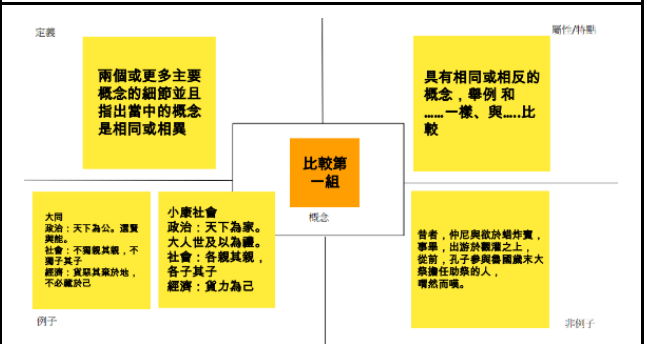 定義
屬性/特點
兩個或更多主要
概念的細節並且
指出當中的概念
是相同或相異
具有相同或相反的
概念，舉例 和
……一樣、與…..比
較
比較第
一組
概念
大同
政治：天下為公。選賢
與能。
社會：不獨親其親，不
獨子其子
經濟：貨惡其棄於地，
不必藏於己
小康社會
政治：天下為家。
大人世及以為禮。
社會：各親其親，
各子其子
經濟：貨力為己
昔者，仲尼與於蜡賓，
事畢，出游於觀之上，
從前，孔子參與魯國歲末大
祭擔任助祭的人，
喟然而嘆。
例子
非例子